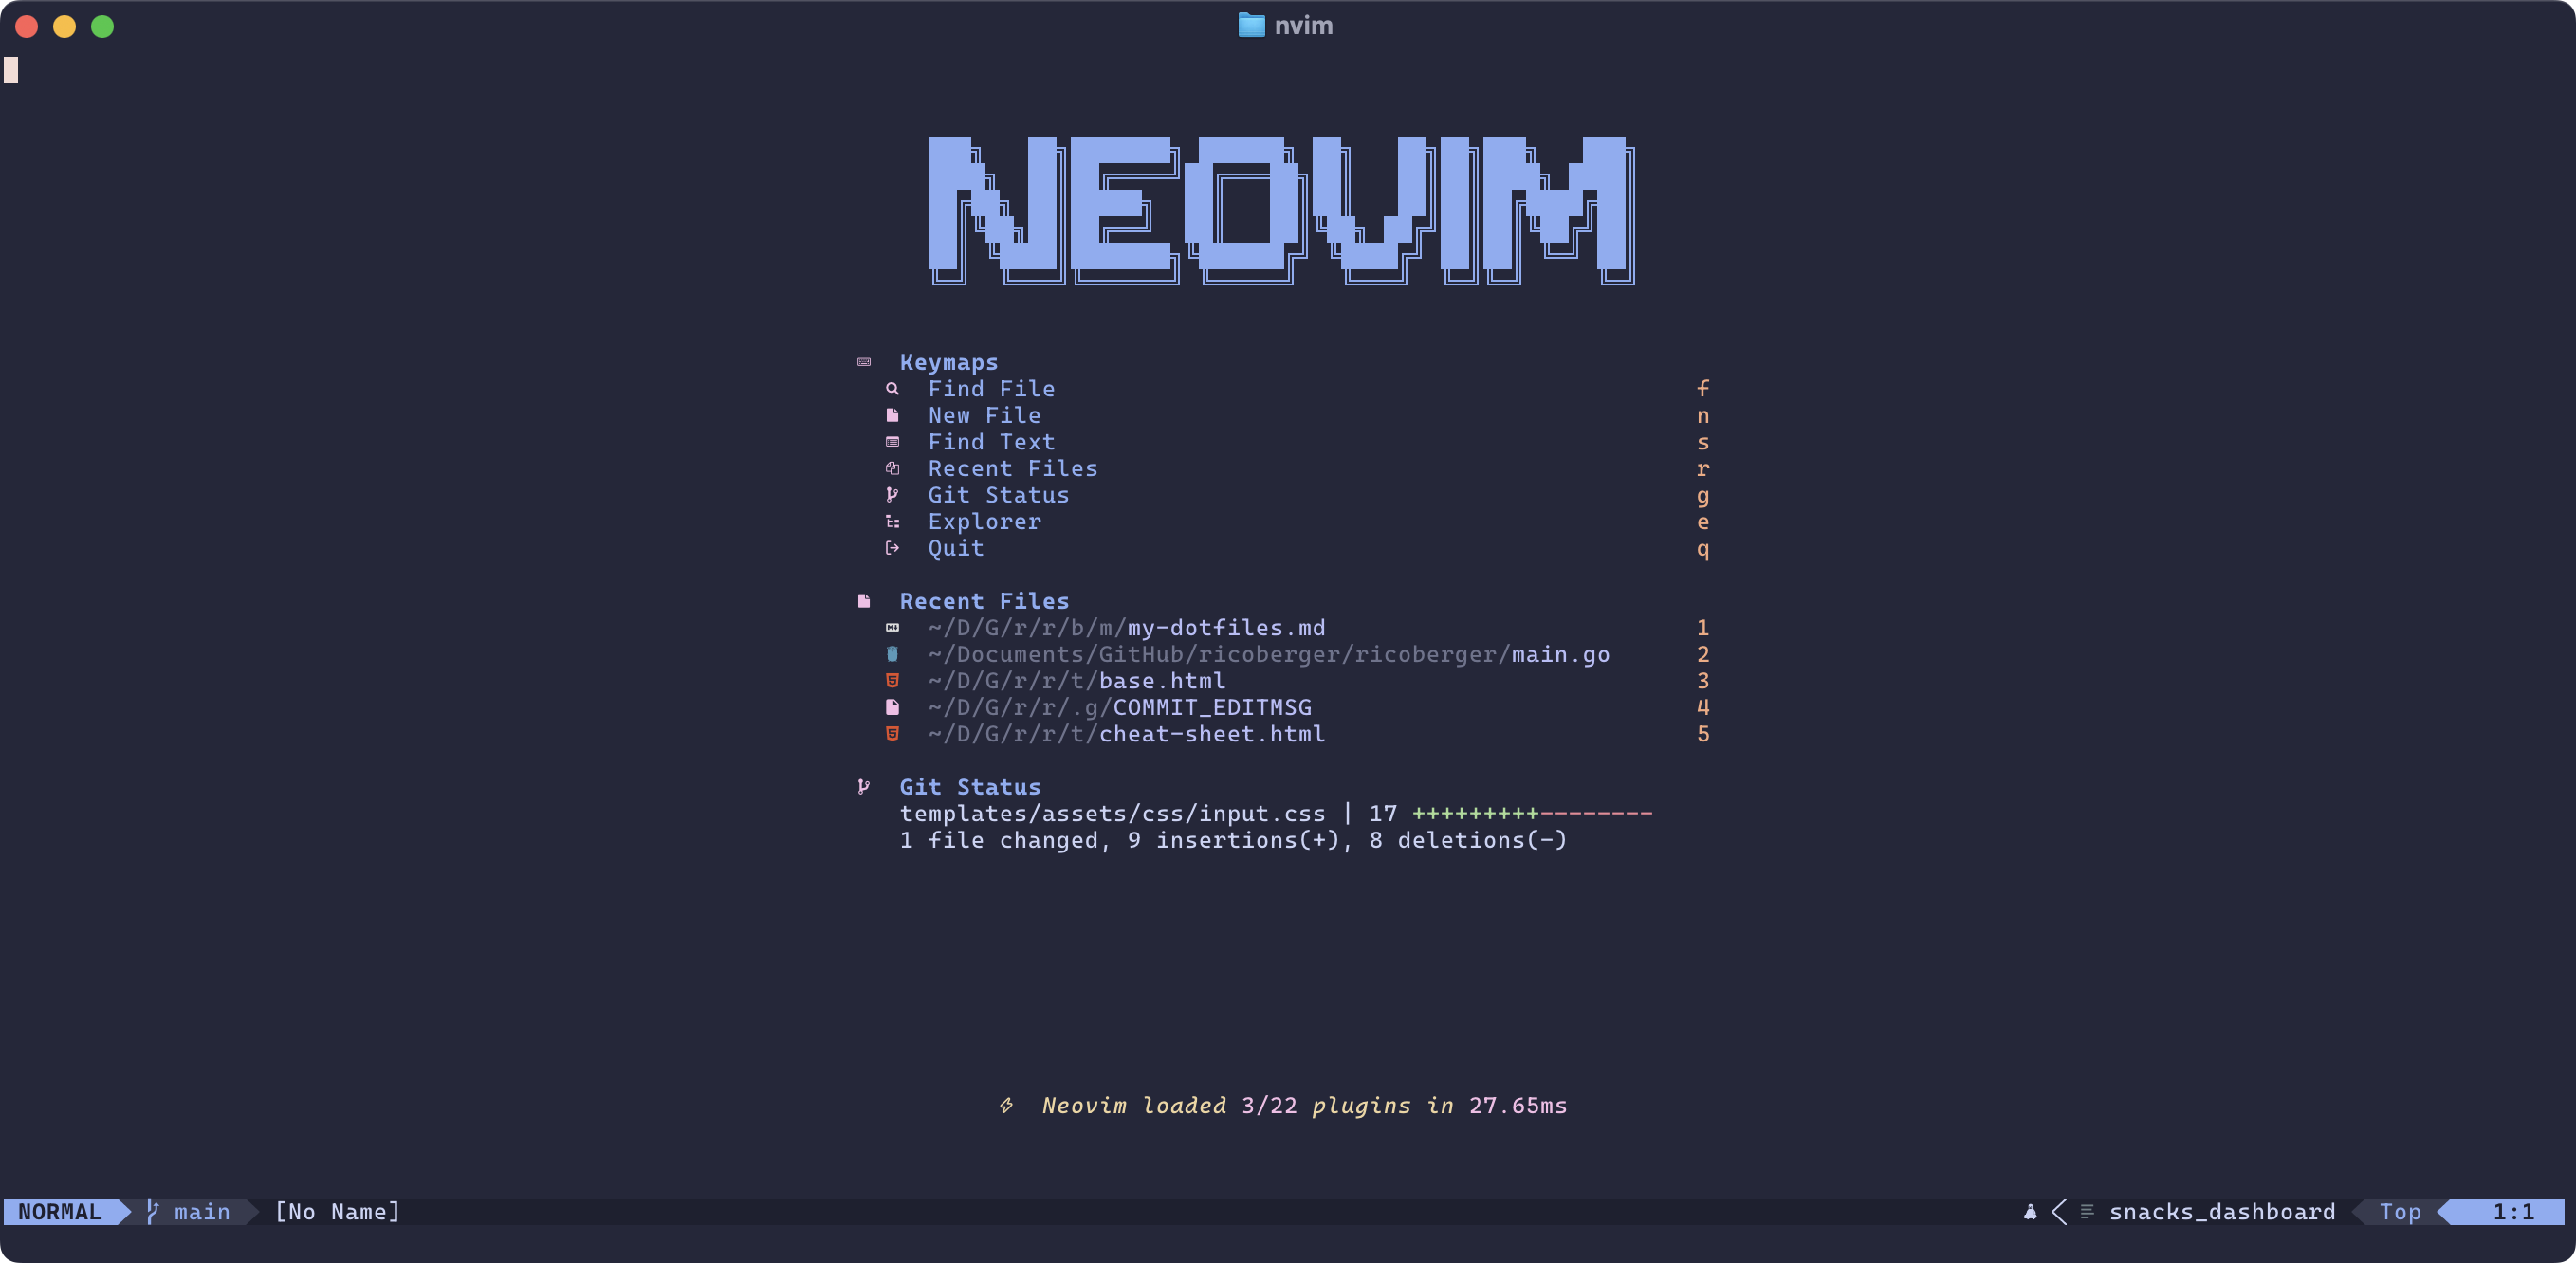 nvim
NEOVIM
Keymaps
Find File f
New File n
Find Text s
Recent Files r
Git Status g
Explorer e
Quit q
Recent Files
~/D/G/r/r/b/m/my-dotfiles.md 1
~/Documents/GitHub/ricoberger/ricoberger/main.go 2
~/D/G/r/r/t/base.html 3
~/D/G/r/r/.g/COMMIT_EDITMSG 4
~/D/G/r/r/t/cheat-sheet.html 5
Git Status
templates/assets/css/input.css | 17 +++++++++--------
1 file changed, 9 insertions(+), 8 deletions(-)
Neovim loaded 3/22 plugins in 27.65ms
NORMAL main [No Name] snacks_dashboard Top 1:1